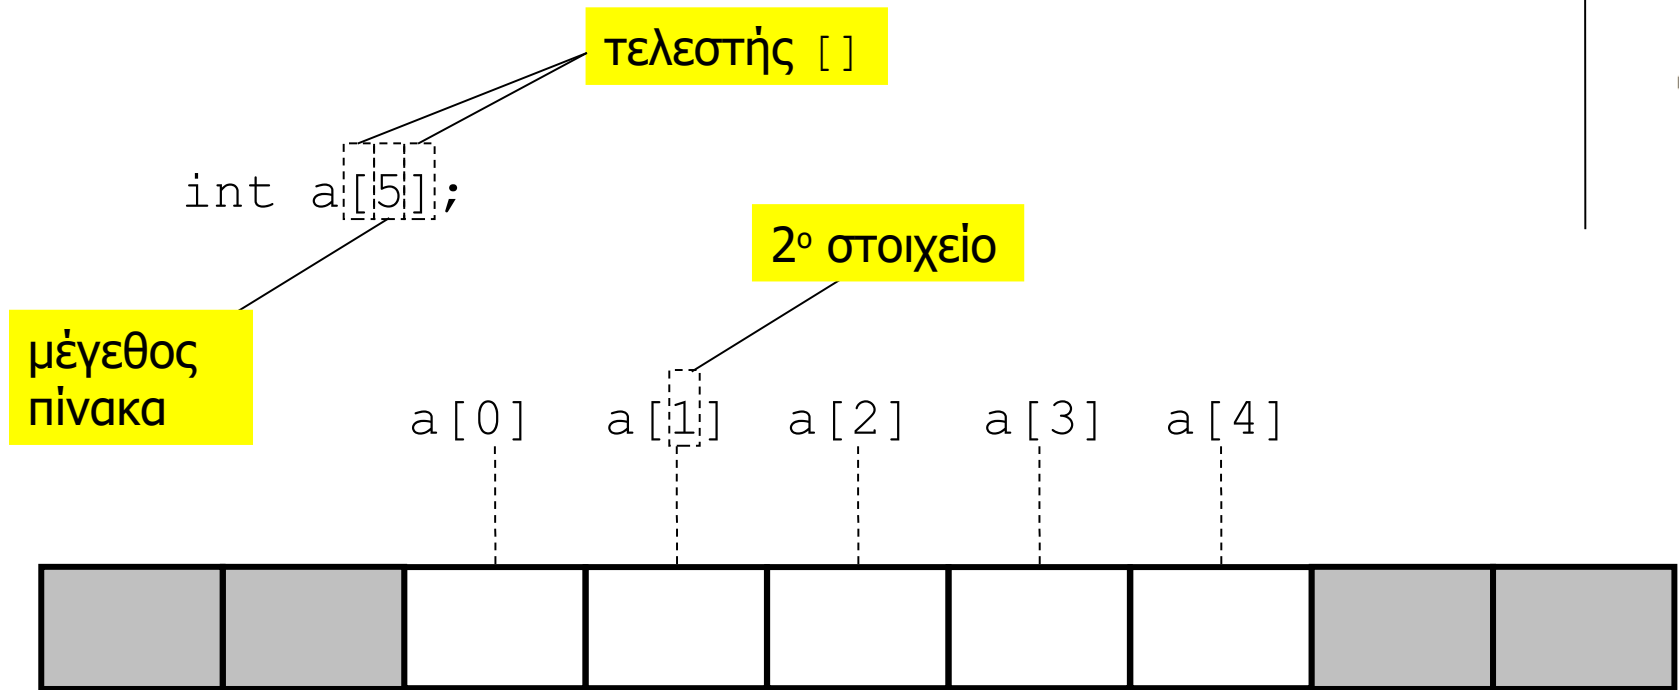 τελεστής []
int a[5];
2ο στοιχείο
μέγεθος
πίνακα
a[0] a[1] a[2] a[3] a[4]